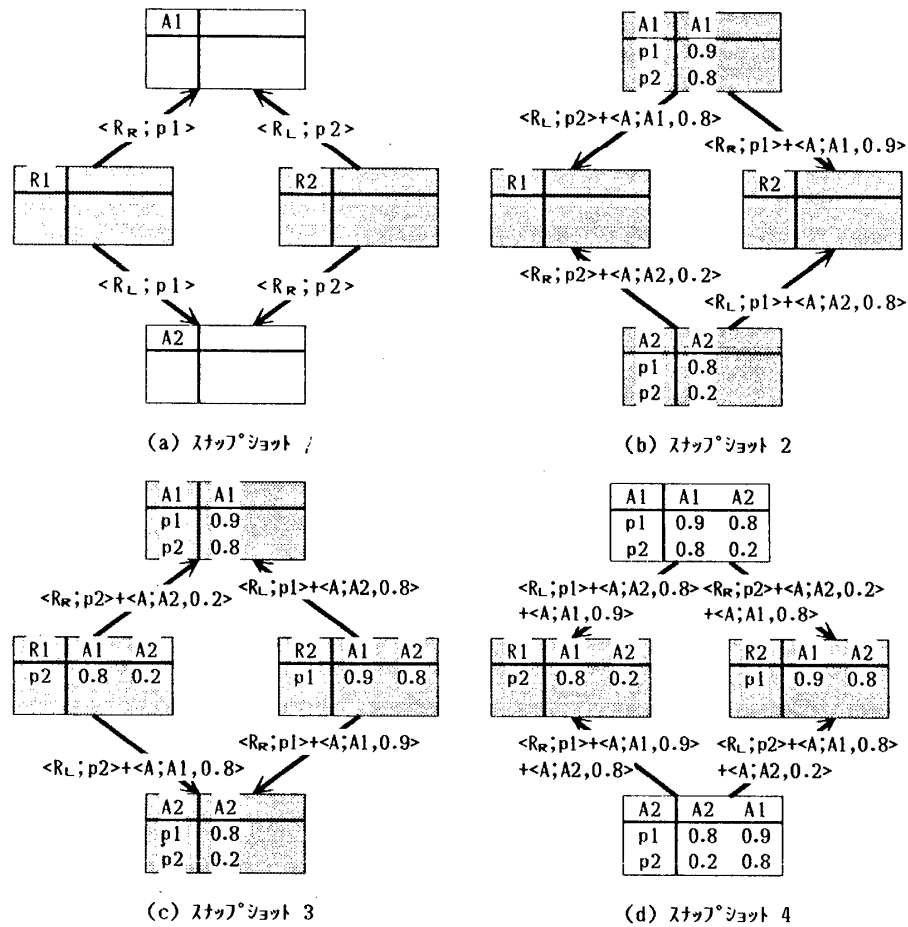 A1
<R_R;p1>
<R_L;p2>
R1
R2
<R_L;p1>
<R_R;p2>
A2
(a) スナップショット 1
A1 A1
p1 0.9
p2 0.8
<R_L;p2>+<A;A1,0.8>
<R_R;p1>+<A;A1,0.9>
R1
R2
<R_R;p2>+<A;A2,0.2>
<R_L;p1>+<A;A2,0.8>
A2 A2
p1 0.8
p2 0.2
(b) スナップショット 2
A1 A1
p1 0.9
p2 0.8
<R_R;p2>+<A;A2,0.2>
<R_L;p1>+<A;A2,0.8>
R1 A1 A2
p2 0.8 0.2
R2 A1 A2
p1 0.9 0.8
<R_L;p2>+<A;A1,0.8>
<R_R;p1>+<A;A1,0.9>
A2 A2
p1 0.8
p2 0.2
(c) スナップショット 3
A1 A1 A2
p1 0.9 0.8
p2 0.8 0.2
<R_L;p1>+<A;A2,0.8>
+<A;A1,0.9>
<R_R;p2>+<A;A2,0.2>
+<A;A1,0.8>
R1 A1 A2
p2 0.8 0.2
R2 A1 A2
p1 0.9 0.8
<R_R;p1>+<A;A1,0.9>
+<A;A2,0.8>
<R_L;p2>+<A;A1,0.8>
+<A;A2,0.2>
A2 A2 A1
p1 0.8 0.9
p2 0.2 0.8
(d) スナップショット 4